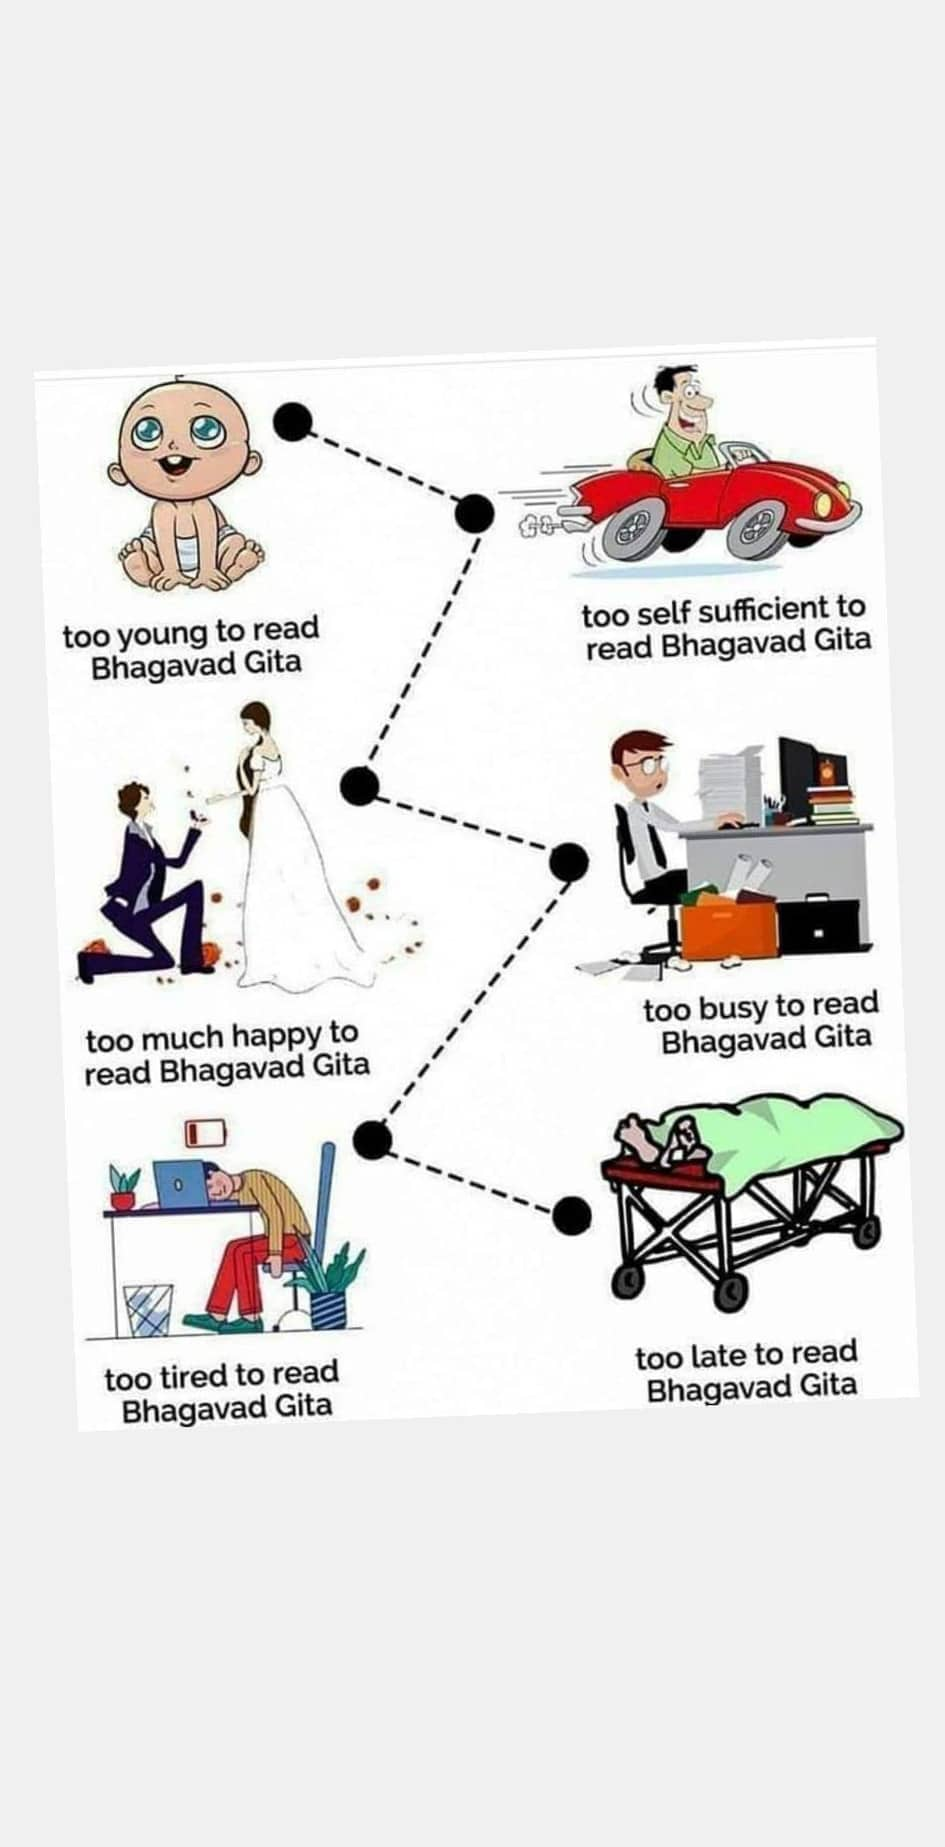 too young to read
Bhagavad Gita
too self sufficient to
read Bhagavad Gita
too much happy to
read Bhagavad Gita
too busy to read
Bhagavad Gita
too tired to read
Bhagavad Gita
too late to read
Bhagavad Gita